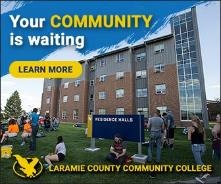 Your COMMUNITY
is waiting
LEARN MORE
RESIDENCE HALLS
LARAMIE COUNTY COMMUNITY COLLEGE